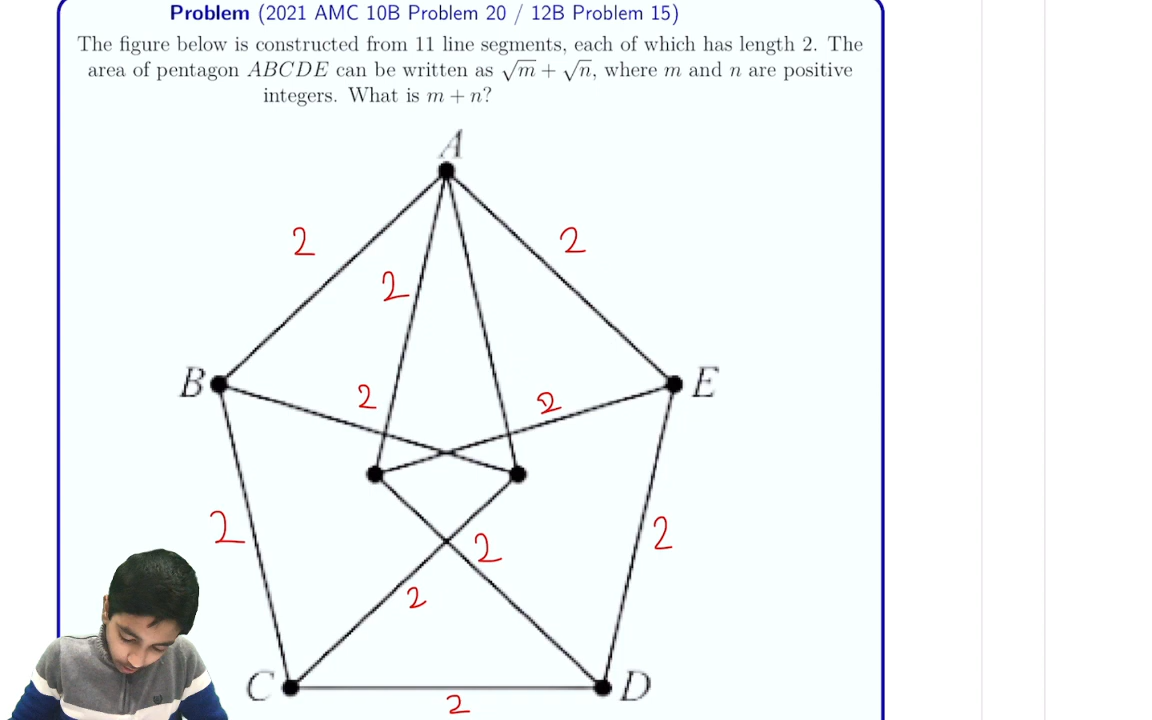 Problem (2021 AMC 10B Problem 20 / 12B Problem 15)
The figure below is constructed from 11 line segments, each of which has length 2. The
area of pentagon ABCDE can be written as √m + √n, where m and n are positive
integers. What is m + n?
A
2
2
2
B
2
2
E
2
2
2
2
C
D
2